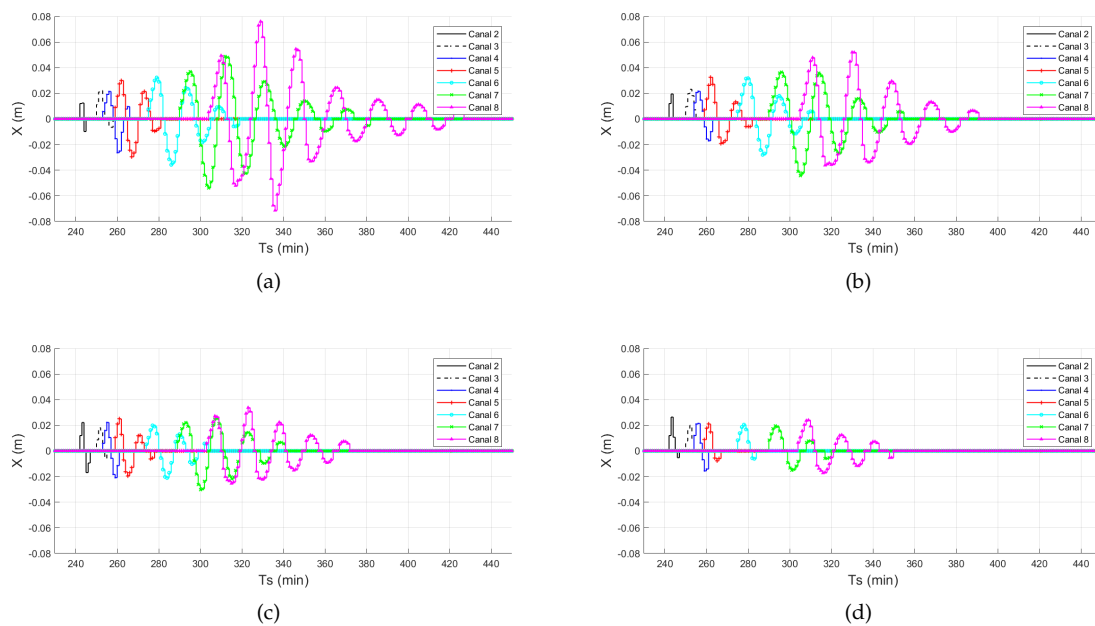 0.08
0.06
0.04
0.02
0
-0.02
-0.04
-0.06
-0.08
X (m)
240 260 280 300 320 340 360 380 400 420 440
Ts (min)
Canal 2
Canal 3
Canal 4
Canal 5
Canal 6
Canal 7
Canal 8
(a)
0.08
0.06
0.04
0.02
0
-0.02
-0.04
-0.06
-0.08
X (m)
240 260 280 300 320 340 360 380 400 420 440
Ts (min)
Canal 2
Canal 3
Canal 4
Canal 5
Canal 6
Canal 7
Canal 8
(b)
0.08
0.06
0.04
0.02
0
-0.02
-0.04
-0.06
-0.08
X (m)
240 260 280 300 320 340 360 380 400 420 440
Ts (min)
Canal 2
Canal 3
Canal 4
Canal 5
Canal 6
Canal 7
Canal 8
(c)
0.08
0.06
0.04
0.02
0
-0.02
-0.04
-0.06
-0.08
X (m)
240 260 280 300 320 340 360 380 400 420 440
Ts (min)
Canal 2
Canal 3
Canal 4
Canal 5
Canal 6
Canal 7
Canal 8
(d)